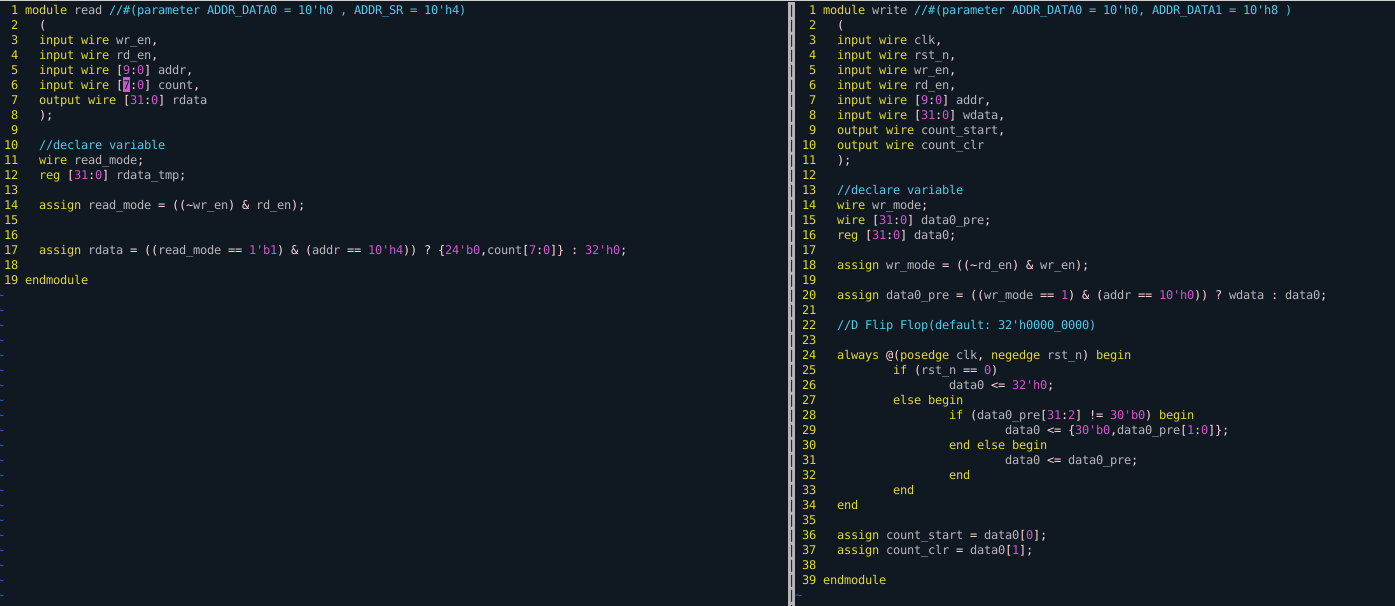 1 module read //#(parameter ADDR_DATA0 = 10'h0 , ADDR_SR = 10'h4)
2   (
3   input wire wr_en,
4   input wire rd_en,
5   input wire [9:0] addr,
6   input wire [7:0] count,
7   output wire [31:0] rdata
8   );
9
10   //declare variable
11   wire read_mode;
12   reg [31:0] rdata_tmp;
13
14   assign read_mode = ((~wr_en) & rd_en);
15
16
17   assign rdata = ((read_mode == 1'b1) & (addr == 10'h4)) ? {24'b0,count[7:0]} : 32'h0;
18
19 endmodule
1 module write //#(parameter ADDR_DATA0 = 10'h0, ADDR_DATA1 = 10'h8 )
2   (
3   input wire clk,
4   input wire rst_n,
5   input wire wr_en,
6   input wire rd_en,
7   input wire [9:0] addr,
8   input wire [31:0] wdata,
9   output wire count_start,
10   output wire count_clr
11   );
12
13   //declare variable
14   wire wr_mode;
15   wire [31:0] data0_pre;
16   reg [31:0] data0;
17
18   assign wr_mode = ((~rd_en) & wr_en);
19
20   assign data0_pre = ((wr_mode == 1) & (addr == 10'h0)) ? wdata : data0;
21
22   //D Flip Flop(default: 32'h0000_0000)
23
24   always @(posedge clk, negedge rst_n) begin
25           if (rst_n == 0)
26                   data0 <= 32'h0;
27           else begin
28                   if (data0_pre[31:2] != 30'b0) begin
29                           data0 <= {30'b0,data0_pre[1:0]};
30                   end else begin
31                           data0 <= data0_pre;
32                   end
33           end
34   end
35
36   assign count_start = data0[0];
37   assign count_clr = data0[1];
38
39 endmodule